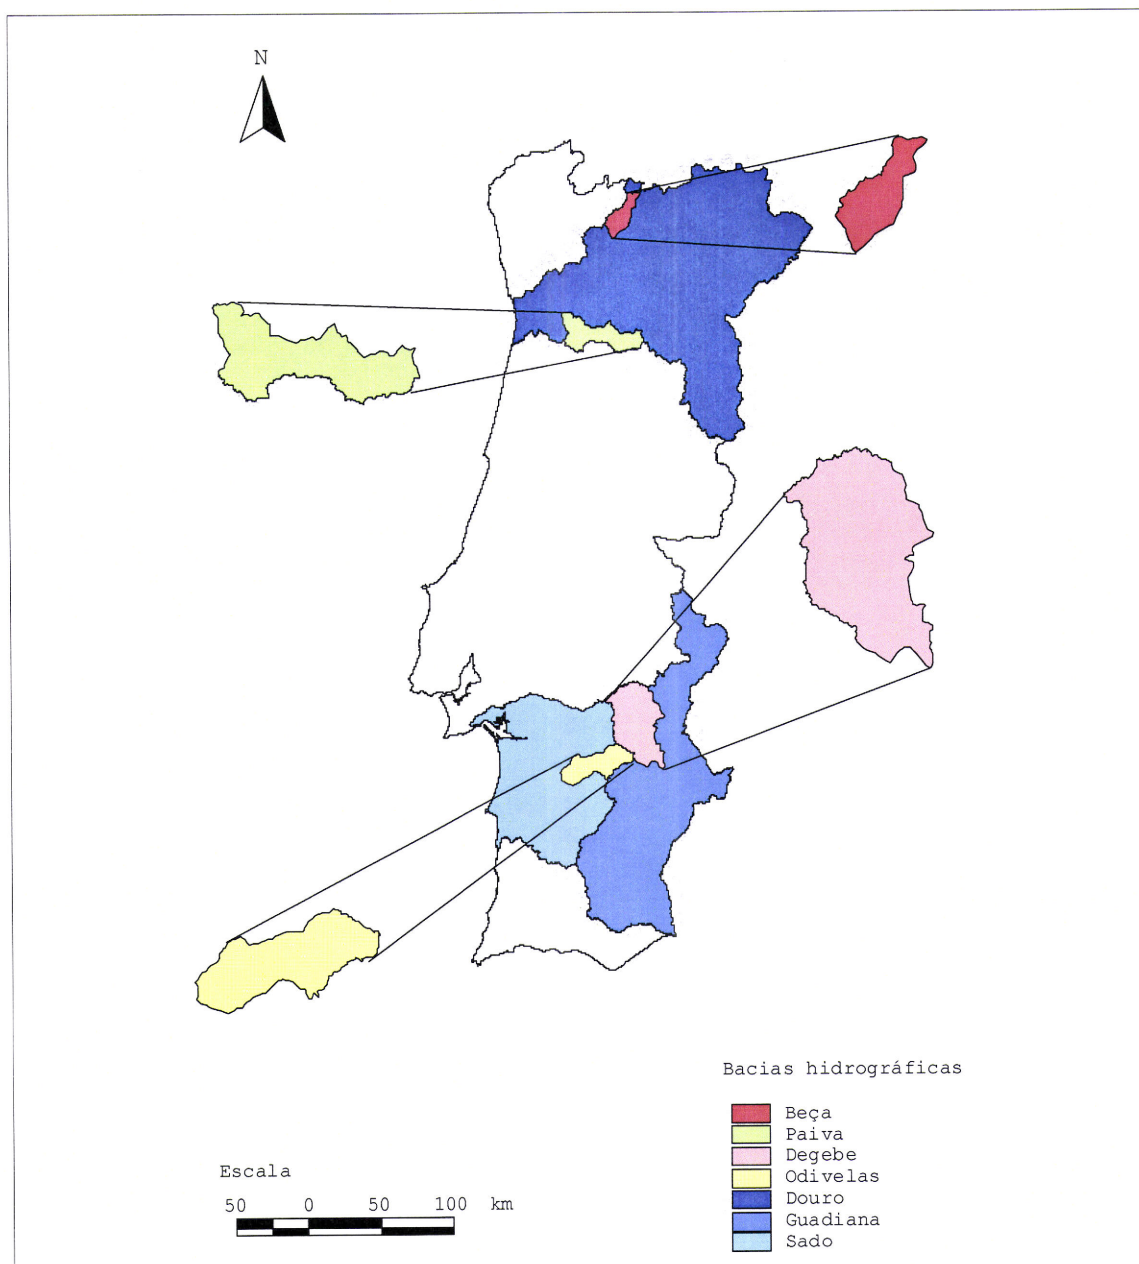 N
Bacias hidrográficas
Beça
Paiva
Degebe
Odivelas
Douro
Guadiana
Sado
Escala
50 0 50 100 km